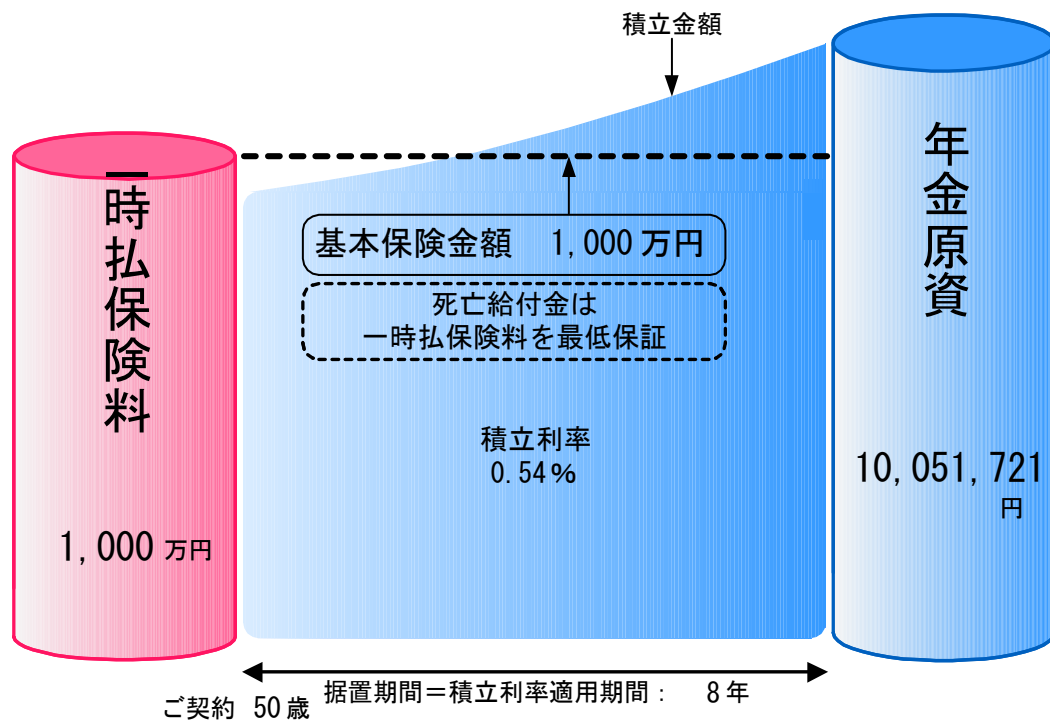 積立金額
一時払保険料
1,000 万円
基本保険金額 1,000 万円
死亡給付金は
一時払保険料を最低保証
積立利率
0.54%
年金原資
10,051,721
円
据置期間=積立利率適用期間: 8年
ご契約 50歳